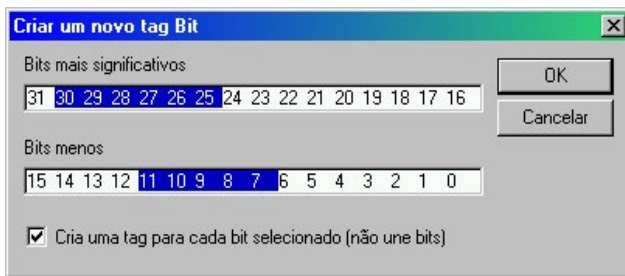 Criar um novo tag Bit
Bits mais significativos
31 30 29 28 27 26 25 24 23 22 21 20 19 18 17 16
OK
Cancelar
Bits menos
15 14 13 12 11 10 9 8 7 6 5 4 3 2 1 0
Cria uma tag para cada bit selecionado (não une bits)